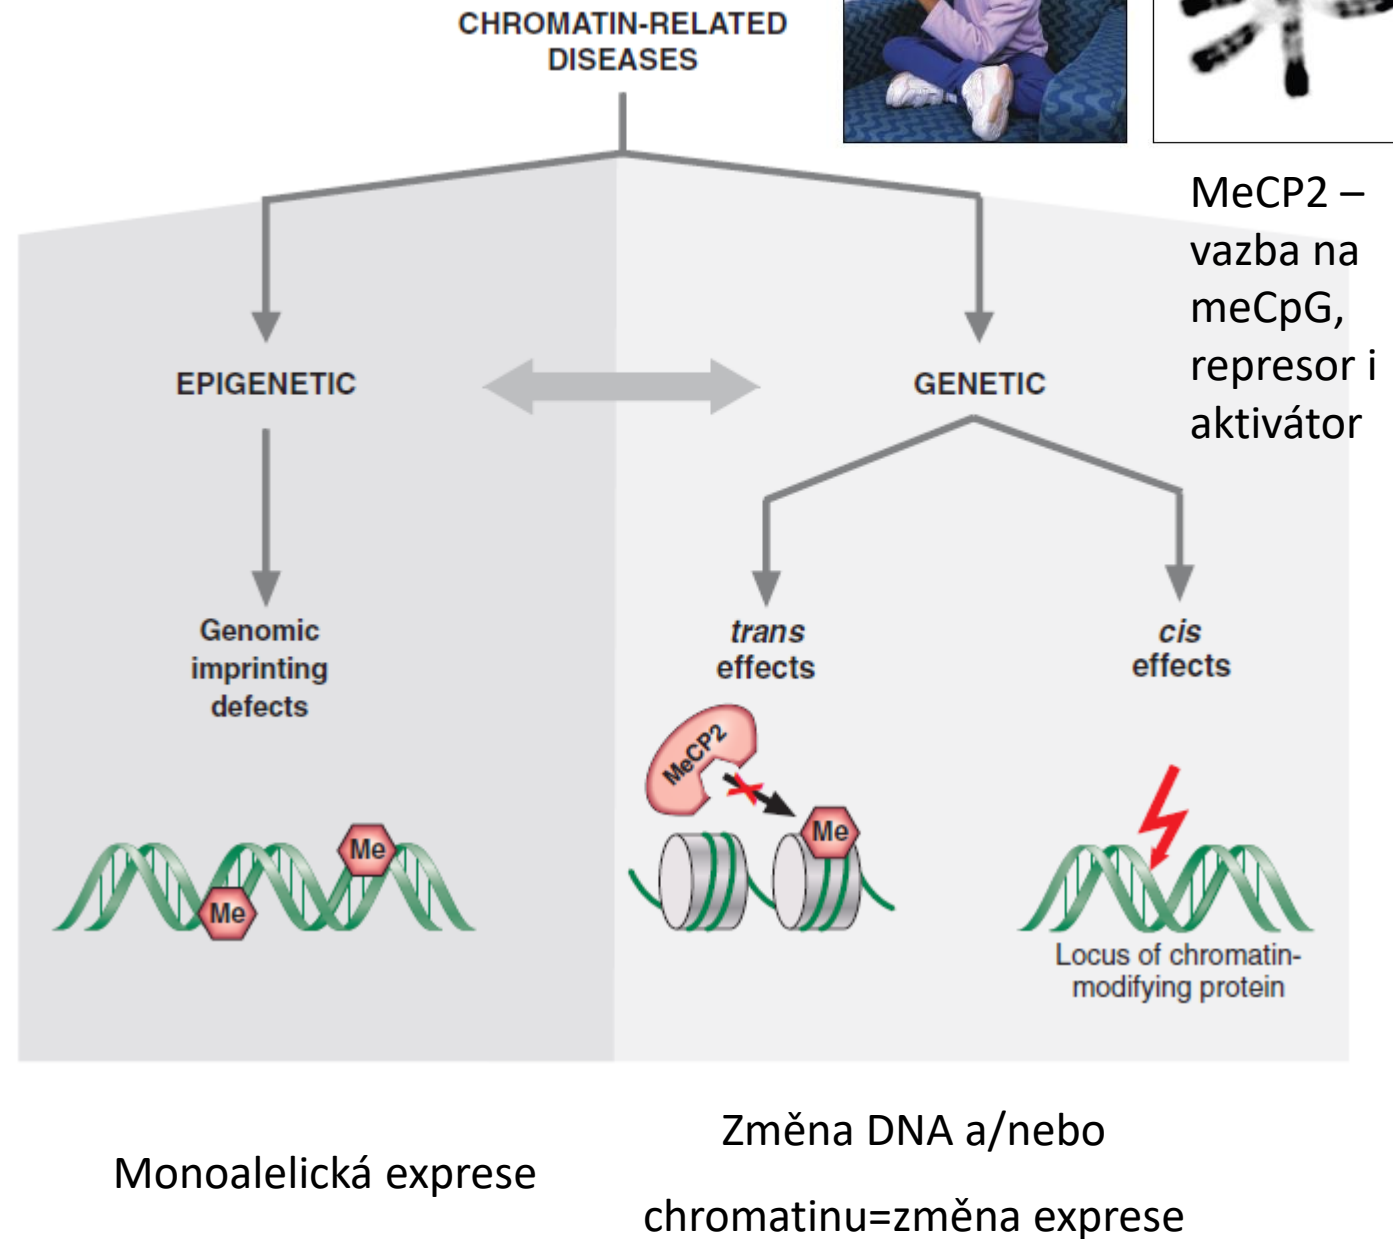 CHROMATIN-RELATED
DISEASES
MeCP2 –
vazba na
meCpG,
represor i
aktivátor
EPIGENETIC
GENETIC
Genomic
imprinting
defects
trans
effects
cis
effects
MeCP2
Me
Me
Me
Locus of chromatin-
modifying protein
Monoalelická exprese
Změna DNA a/nebo
chromatinu=změna exprese